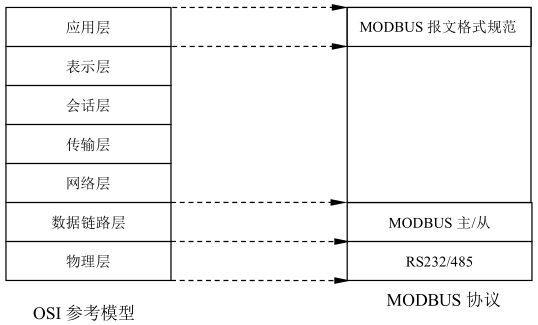 应用层
MODBUS 报文格式规范
表示层
会话层
传输层
网络层
数据链路层
MODBUS 主/从
物理层
RS232/485
OSI 参考模型
MODBUS 协议